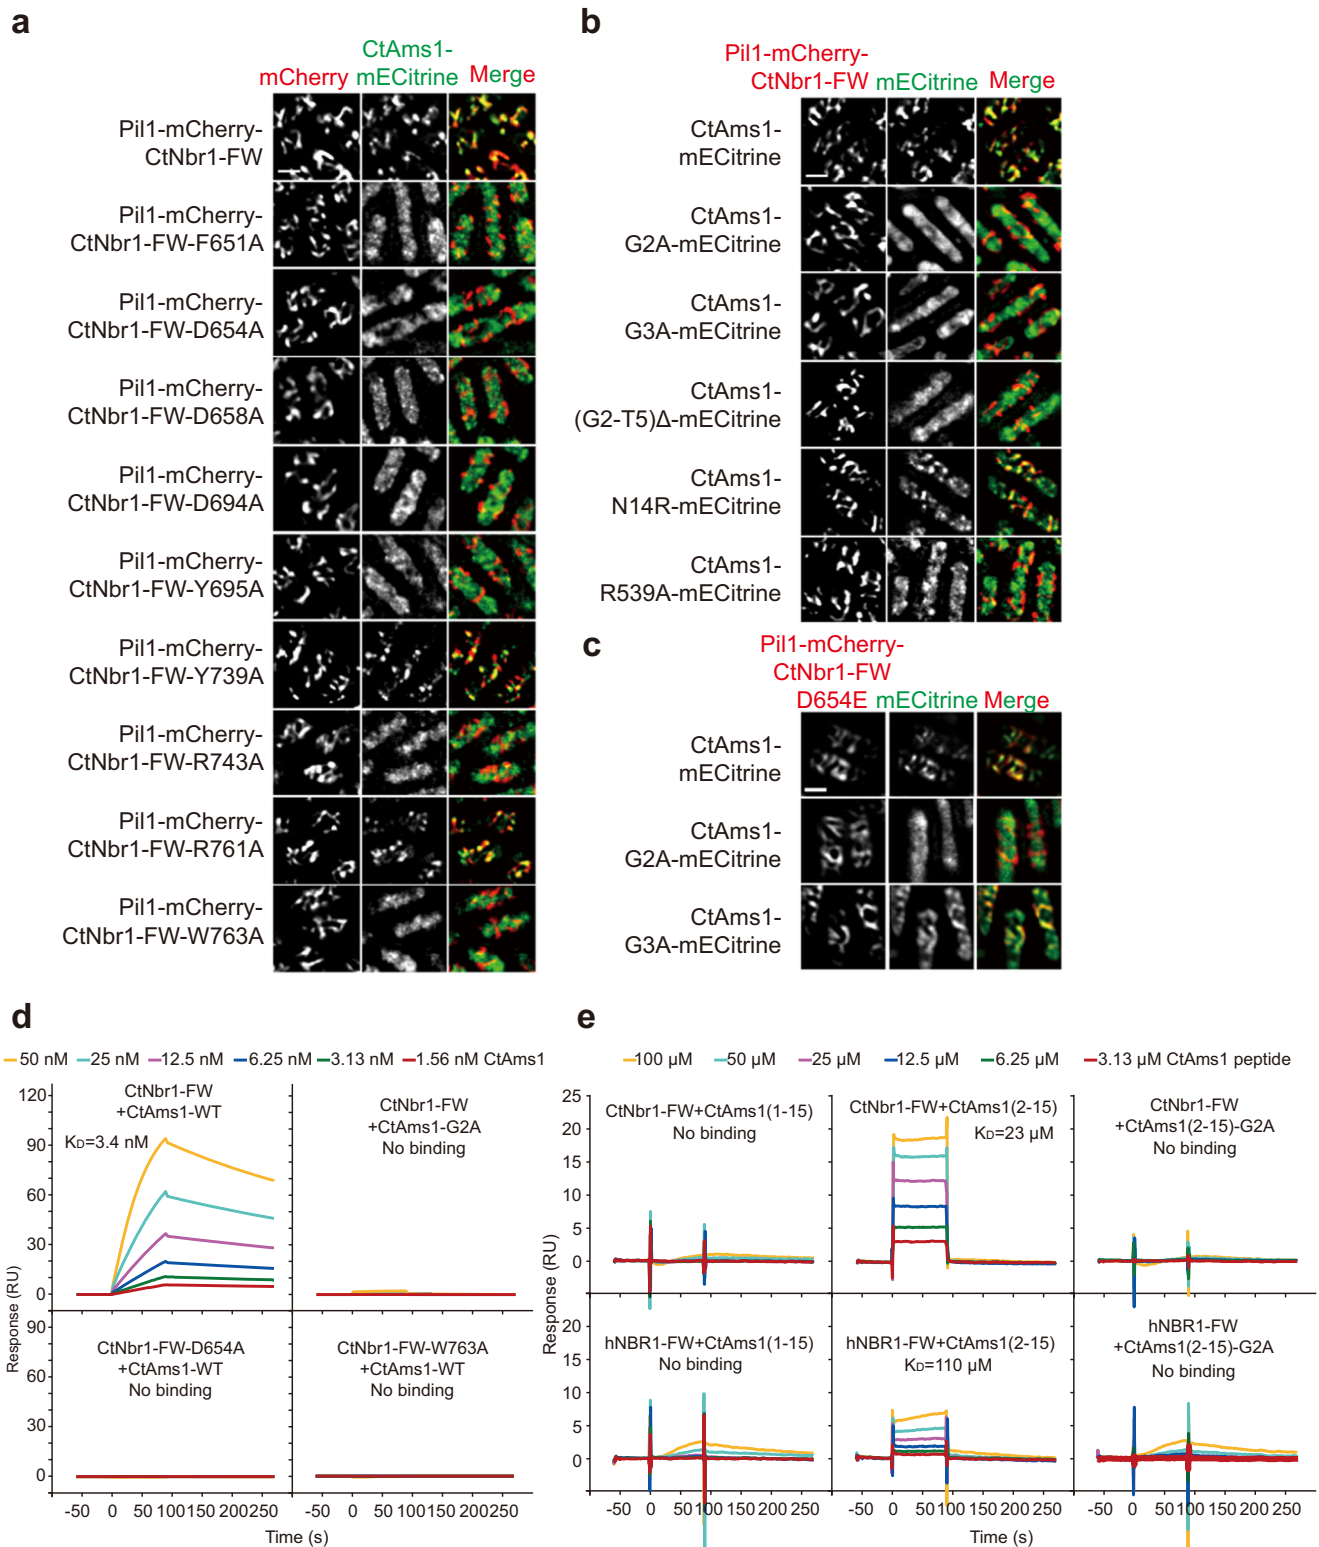 a
mCherry
CtAms1-
mECitrine
Merge
Pil1-mCherry-
CtNbr1-FW
Pil1-mCherry-
CtNbr1-FW-F651A
Pil1-mCherry-
CtNbr1-FW-D654A
Pil1-mCherry-
CtNbr1-FW-D658A
Pil1-mCherry-
CtNbr1-FW-D694A
Pil1-mCherry-
CtNbr1-FW-Y695A
Pil1-mCherry-
CtNbr1-FW-Y739A
Pil1-mCherry-
CtNbr1-FW-R743A
Pil1-mCherry-
CtNbr1-FW-R761A
Pil1-mCherry-
CtNbr1-FW-W763A
b
Pil1-mCherry-
CtNbr1-FW mECitrine Merge
CtAms1-
mECitrine
CtAms1-
G2A-mECitrine
CtAms1-
G3A-mECitrine
CtAms1-
(G2-T5)Δ-mECitrine
CtAms1-
N14R-mECitrine
CtAms1-
R539A-mECitrine
c
Pil1-mCherry-
CtNbr1-FW
D654E mECitrine Merge
CtAms1-
mECitrine
CtAms1-
G2A-mECitrine
CtAms1-
G3A-mECitrine
d
50 nM 25 nM 12.5 nM 6.25 nM 3.13 nM 1.56 nM CtAms1
Response (RU)
120
90
60
30
0
CtNbr1-FW
+CtAms1-WT
KD=3.4 nM
CtNbr1-FW
+CtAms1-G2A
No binding
90
60
30
0
CtNbr1-FW-D654A
+CtAms1-WT
No binding
CtNbr1-FW-W763A
+CtAms1-WT
No binding
-50 0 50 100 150 200 250 -50 0 50 100 150 200 250
Time (s)
e
100 μM 50 μM 25 μM 12.5 μM 6.25 μM 3.13 μM CtAms1 peptide
Response (RU)
25
20
15
10
5
0
CtNbr1-FW+CtAms1(1-15)
No binding
CtNbr1-FW+CtAms1(2-15)
KD=23 μM
CtNbr1-FW
+CtAms1(2-15)-G2A
No binding
20
15
10
5
0
hNBR1-FW+CtAms1(1-15)
No binding
hNBR1-FW+CtAms1(2-15)
KD=110 μM
hNBR1-FW
+CtAms1(2-15)-G2A
No binding
-50 0 50 100 150 200 250 -50 0 50 100 150 200 250 -50 0 50 100 150 200 250
Time (s) Time (s)